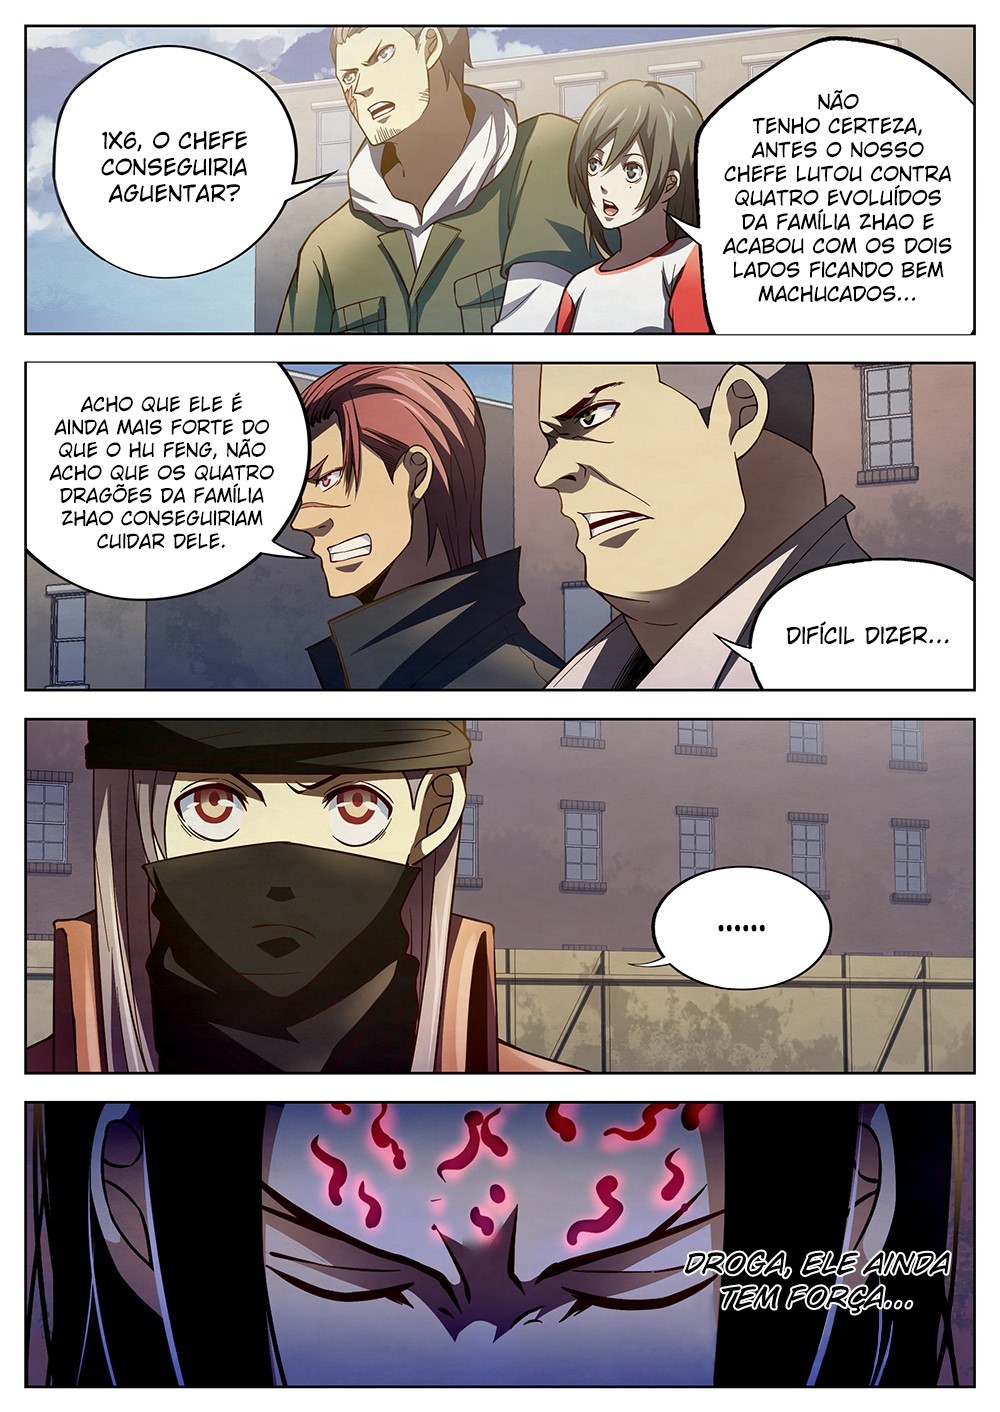 1X6, O CHEFE
CONSEGUIRIA
AGUENTAR?
NÃO
TENHO CERTEZA,
ANTES O NOSSO
CHEFE LUTOU CONTRA
QUATRO EVOLUÍDOS
DA FAMÍLIA ZHAO E
ACABOU COM OS DOIS
LADOS FICANDO BEM
MACHUCADOS...
ACHO QUE ELE É
AINDA MAIS FORTE DO
QUE O HU FENG, NÃO
ACHO QUE OS QUATRO
DRAGÕES DA FAMÍLIA
ZHAO CONSEGUIRIAM
CUIDAR DELE.
DIFÍCIL DIZER...
......
DROGA, ELE AINDA
TEM FORÇA...